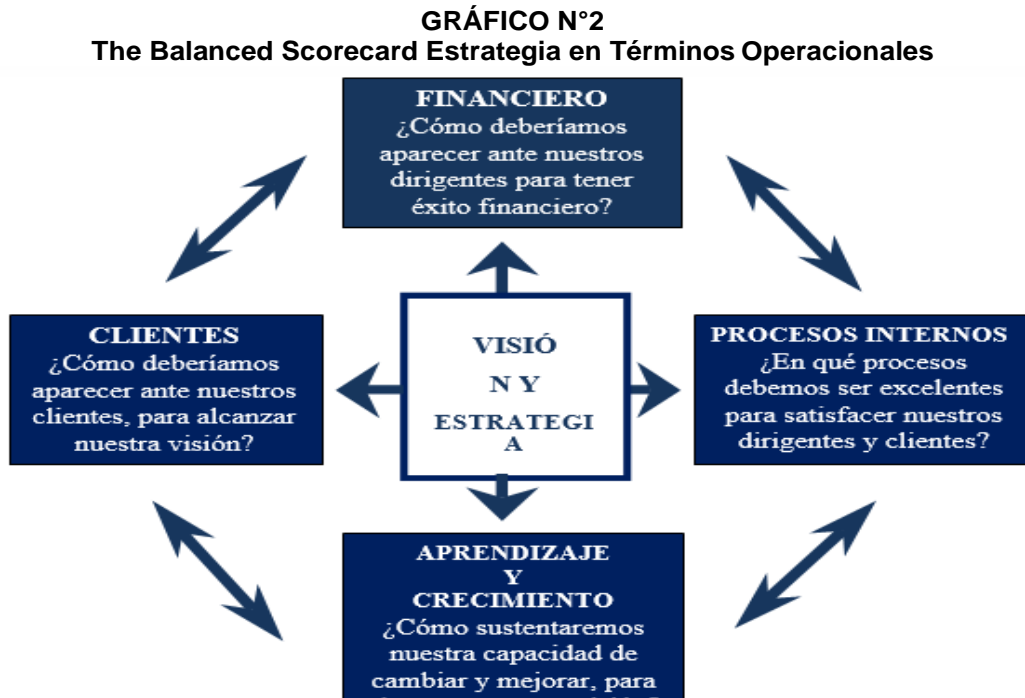 GRÁFICO N°2
The Balanced Scorecard Estrategia en Términos Operacionales
FINANCIERO
¿Cómo deberíamos
aparecer ante nuestros
dirigentes para tener
éxito financiero?
CLIENTES
¿Cómo deberíamos
aparecer ante nuestros
clientes, para alcanzar
nuestra visión?
VISIÓ
N Y
ESTRATEGI
A
PROCESOS INTERNOS
¿En qué procesos
debemos ser excelentes
para satisfacer nuestros
dirigentes y clientes?
APRENDIZAJE
Y
CRECIMIENTO
¿Cómo sustentaremos
nuestra capacidad de
cambiar y mejorar, para